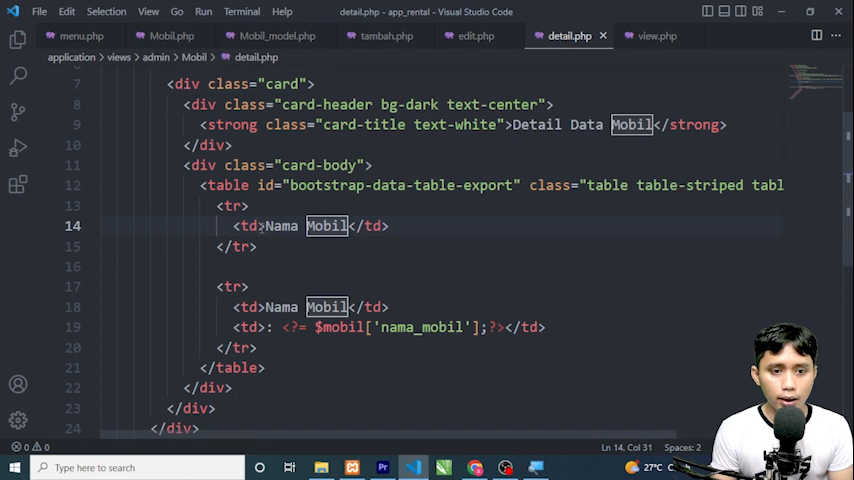 File Edit Selection View Go Run Terminal Help detail.php - app_rental - Visual Studio Code
menu.php Mobil.php Mobil_model.php tambah.php edit.php detail.php view.php
application > views > admin > Mobil > detail.php
7 <div class="card">
8 <div class="card-header bg-dark text-center">
9 <strong class="card-title text-white">Detail Data Mobil</strong>
10 </div>
11 <div class="card-body">
12 <table id="bootstrap-data-table-export" class="table table-striped tabl
13 <tr>
14 <td>Nama Mobil</td>
15 </tr>
16
17 <tr>
18 <td>Nama Mobil</td>
19 <td>: <?= $mobil['nama_mobil'];?></td>
20 </tr>
21 </table>
22 </div>
23 </div>
24 </div>
0 0 Ln 14, Col 31 Spaces: 2
Type here to search 27°C